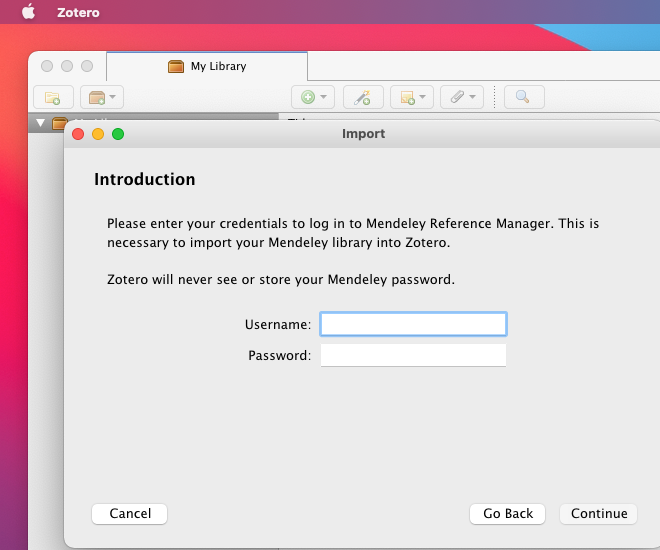 Zotero
My Library
Import
Introduction
Please enter your credentials to log in to Mendeley Reference Manager. This is
necessary to import your Mendeley library into Zotero.
Zotero will never see or store your Mendeley password.
Username:
Password:
Cancel
Go Back
Continue